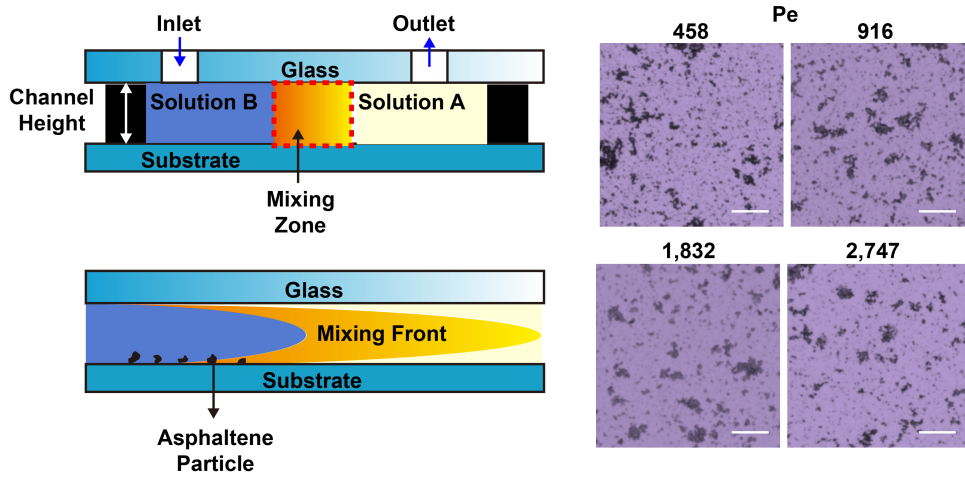 Inlet
Outlet
Glass
Channel
Height
Solution B
Solution A
Substrate
Mixing
Zone
Glass
Mixing Front
Substrate
Asphaltene
Particle
Pe
458
916
1,832
2,747